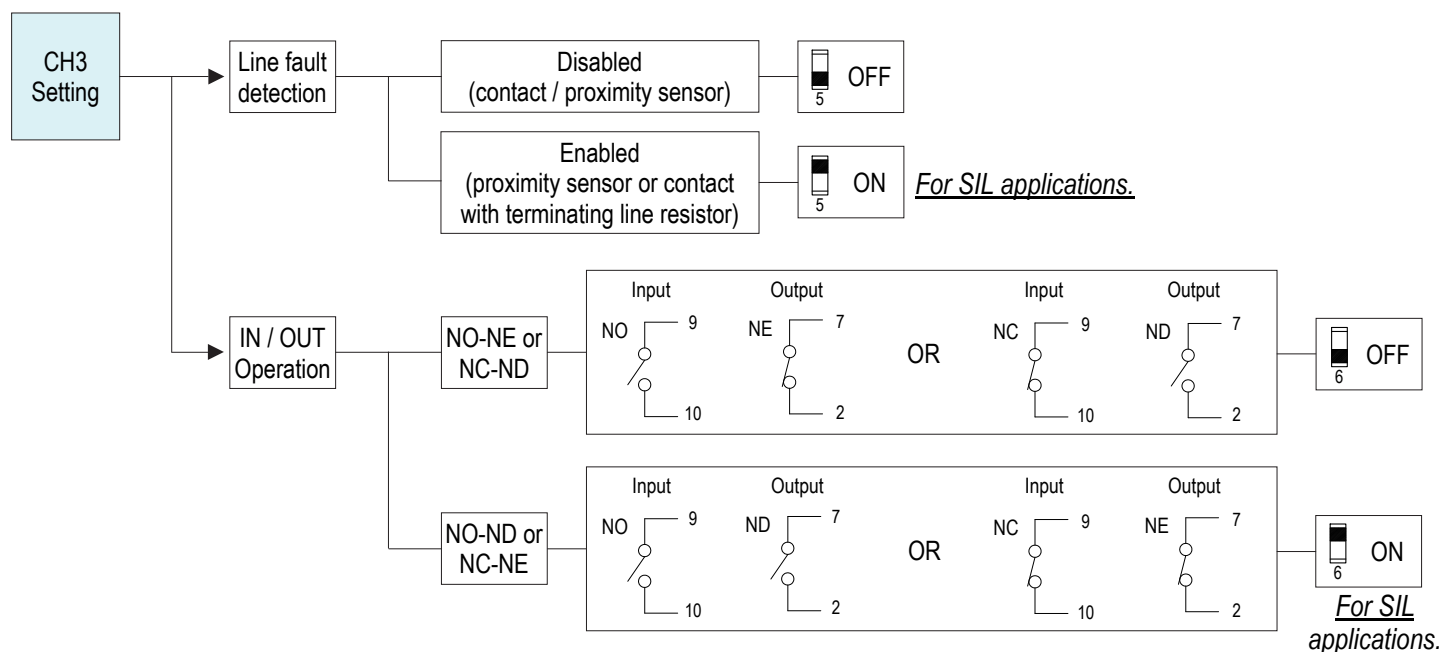 CH3
Setting
Line fault
detection
Disabled
(contact / proximity sensor)
5
OFF
Enabled
(proximity sensor or contact
with terminating line resistor)
5
ON
For SIL applications.
IN / OUT
Operation
NO-NE or
NC-ND
Input
Output
Input
Output
NO
9
10
NE
7
2
OR
NC
9
10
ND
7
2
6
OFF
NO-ND or
NC-NE
Input
Output
Input
Output
NO
9
10
ND
7
2
OR
NC
9
10
NE
7
2
6
ON
For SIL
applications.